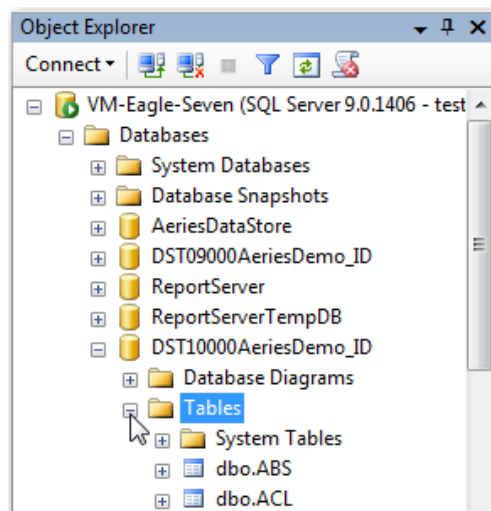 Object Explorer
Connect
VM-Eagle-Seven (SQL Server 9.0.1406 - test
Databases
System Databases
Database Snapshots
AeriesDataStore
DST09000AeriesDemo_ID
ReportServer
ReportServerTempDB
DST10000AeriesDemo_ID
Database Diagrams
Tables
System Tables
dbo.ABS
dbo.ACL